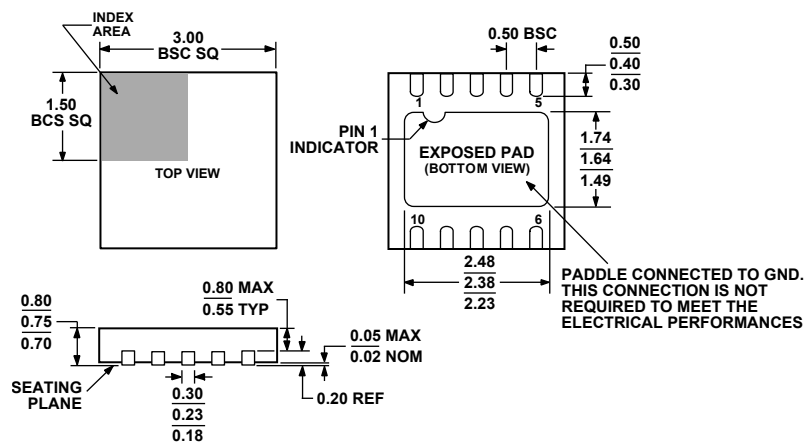 INDEX
AREA
3.00
BSC SQ
1.50
BCS SQ
TOP VIEW
0.50 BSC
0.50
0.40
0.30
1
5
PIN 1
INDICATOR
EXPOSED PAD
(BOTTOM VIEW)
1.74
1.64
1.49
10
6
2.48
2.38
2.23
PADDLE CONNECTED TO GND.
THIS CONNECTION IS NOT
REQUIRED TO MEET THE
ELECTRICAL PERFORMANCES
0.80
0.75
0.70
0.80 MAX
0.55 TYP
0.05 MAX
0.02 NOM
SEATING
PLANE
0.30
0.23
0.18
0.20 REF